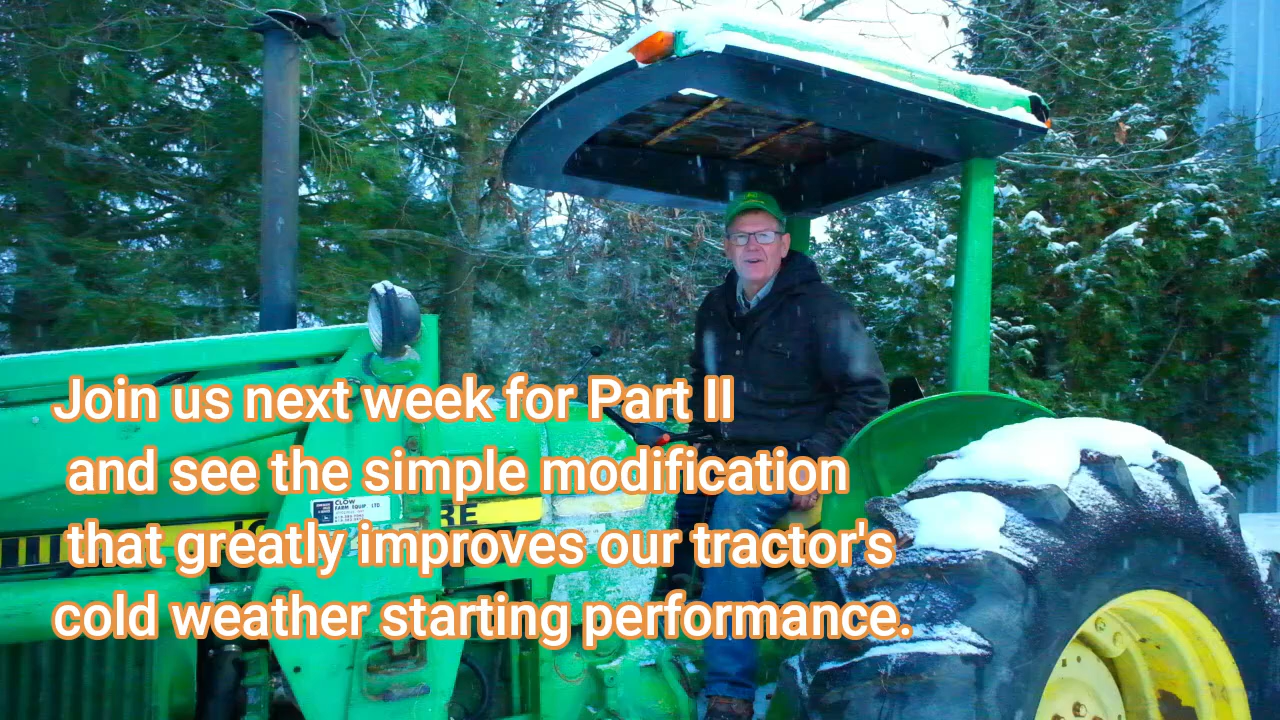 Join us next week for Part II
and see the simple modification
that greatly improves our tractor's
cold weather starting performance.
CLOW
FARM EQUIP. LTD.
RE